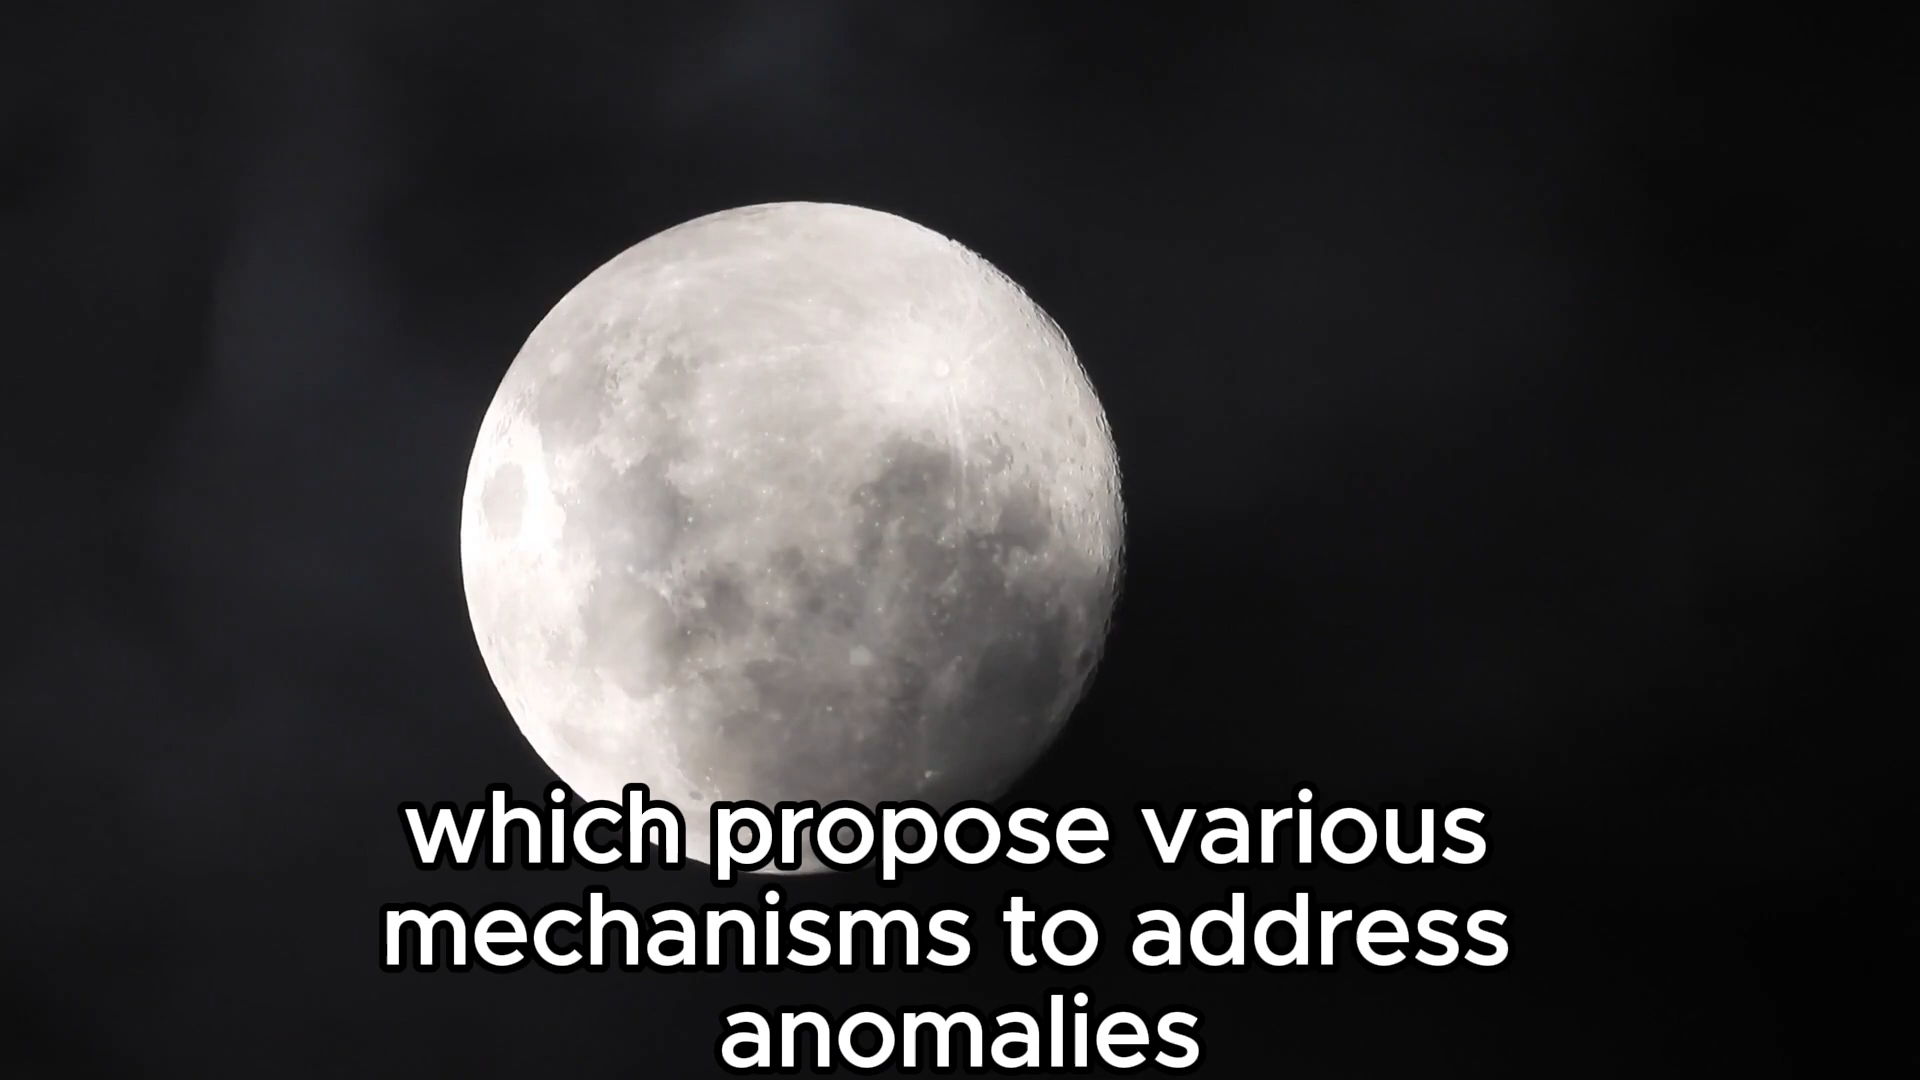 which propose various
mechanisms to address
anomalies